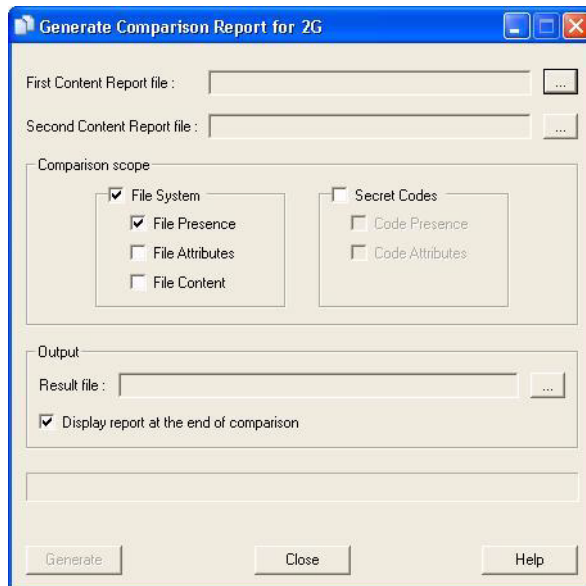 Generate Comparison Report for 2G
First Content Report file :
...
Second Content Report file :
...
Comparison scope
File System
Secret Codes
File Presence
Code Presence
File Attributes
Code Attributes
File Content
Output
Result file :
...
Display report at the end of comparison
Generate
Close
Help